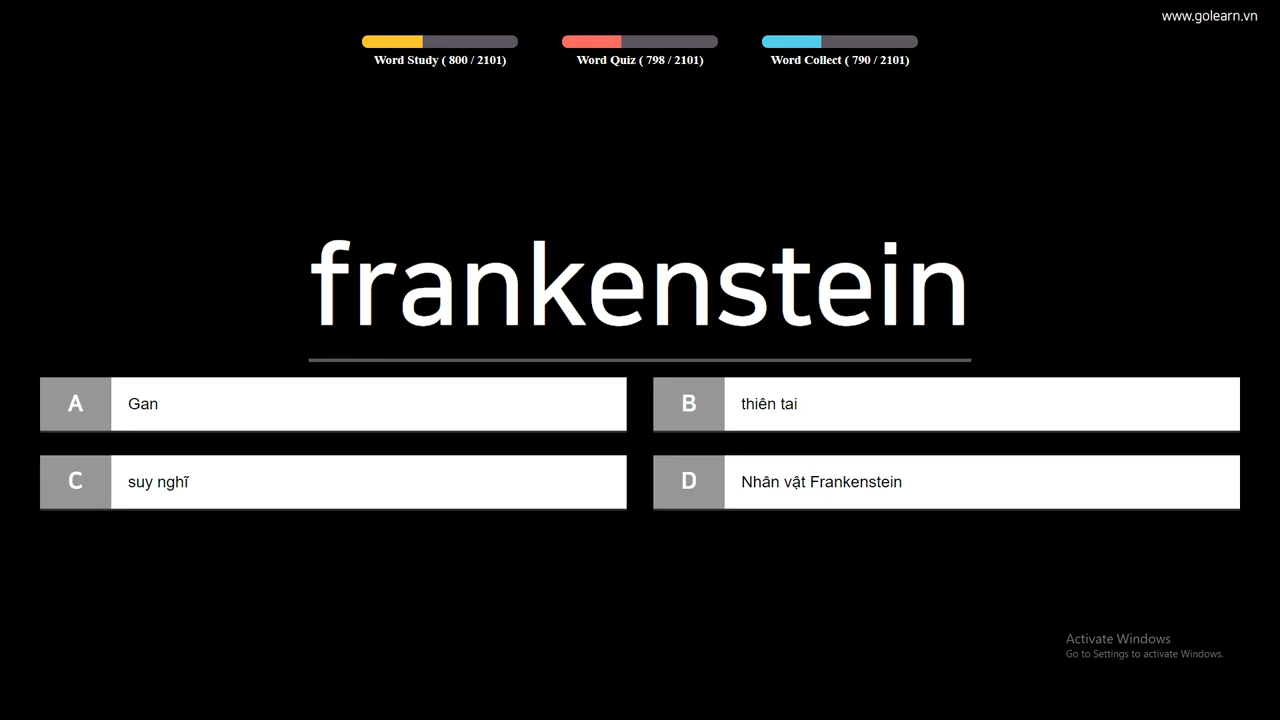 www.golearn.vn
Word Study ( 800 / 2101)
Word Quiz ( 798 / 2101)
Word Collect ( 790 / 2101)
frankenstein
A Gan
B thiên tai
C suy nghĩ
D Nhân vật Frankenstein
Activate Windows
Go to Settings to activate Windows.